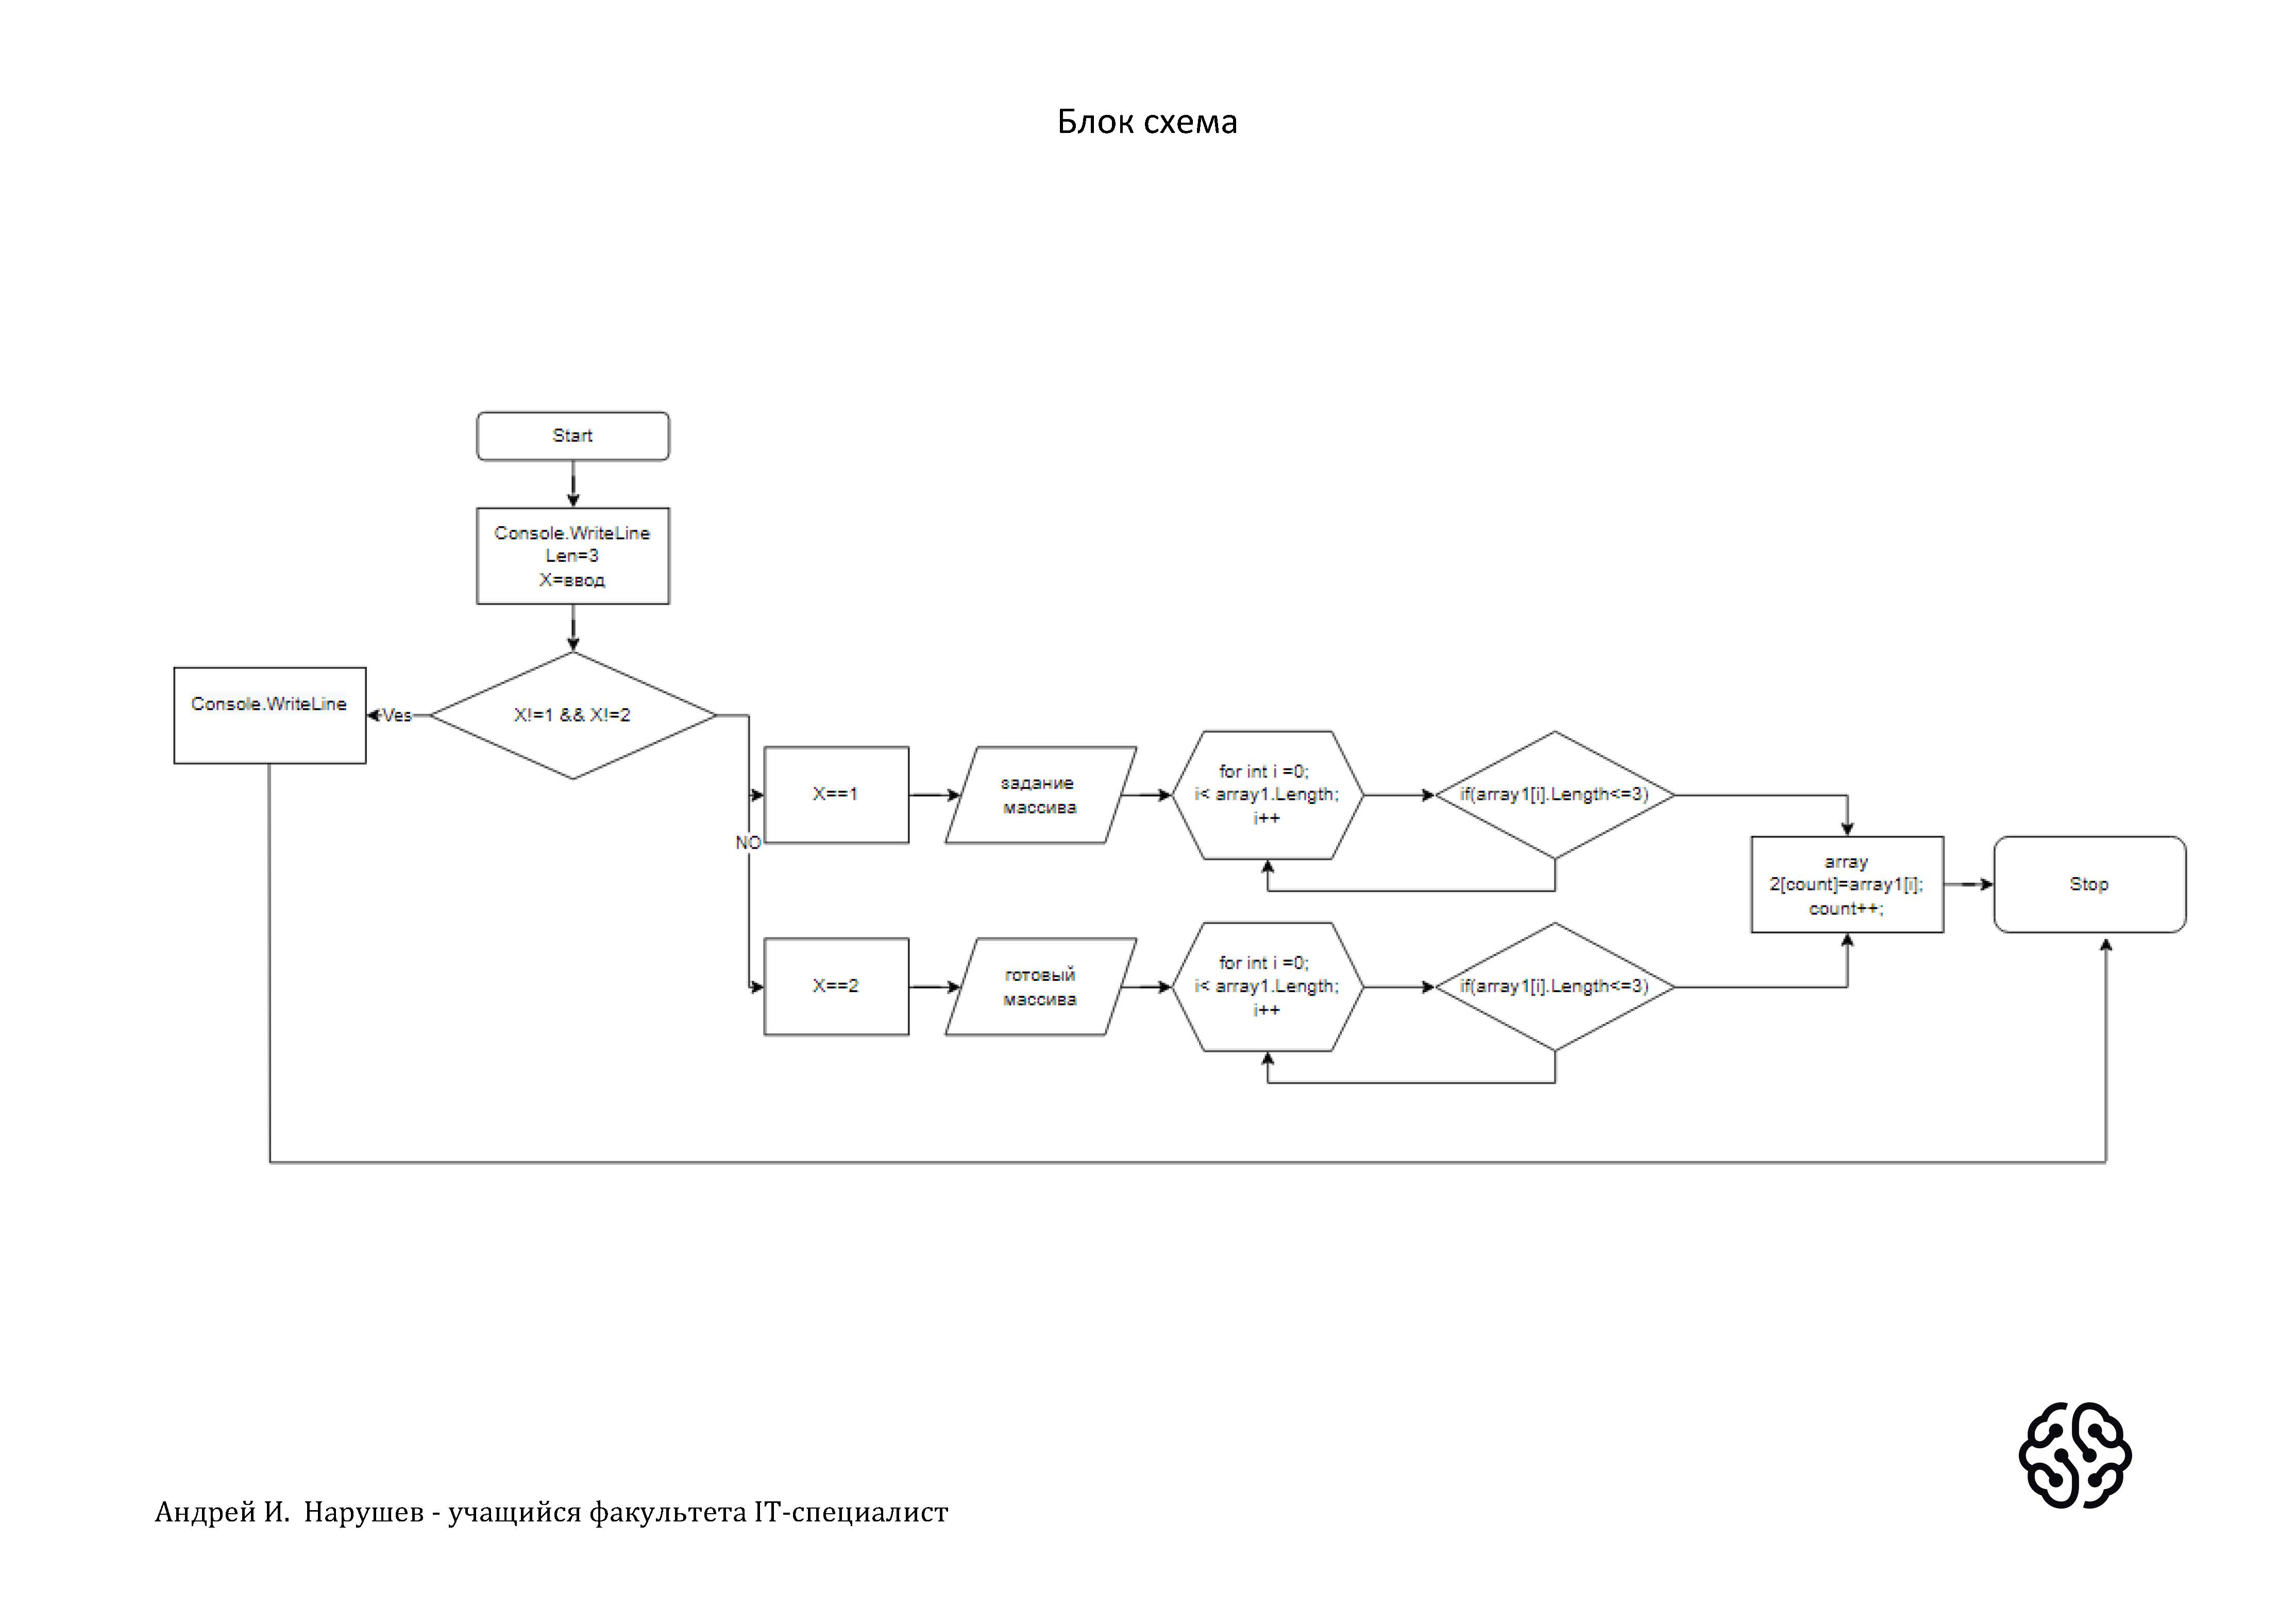 Блок схема
Start
Console.WriteLine
Len=3
X=ввод
X!=1 && X!=2
Yes
Console.WriteLine
NO
X==1
задание
массива
for int i =0;
i< array1.Length;
i++
if(array1[i].Length<=3)
array
2[count]=array1[i];
count++;
Stop
X==2
готовый
массива
for int i =0;
i< array1.Length;
i++
if(array1[i].Length<=3)
Андрей И. Нарушев - учащийся факультета IT-специалист